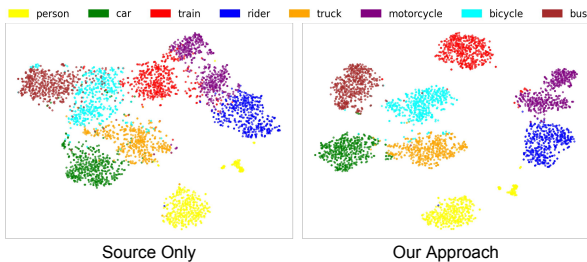 person car train rider truck motorcycle bicycle bus
Source Only Our Approach